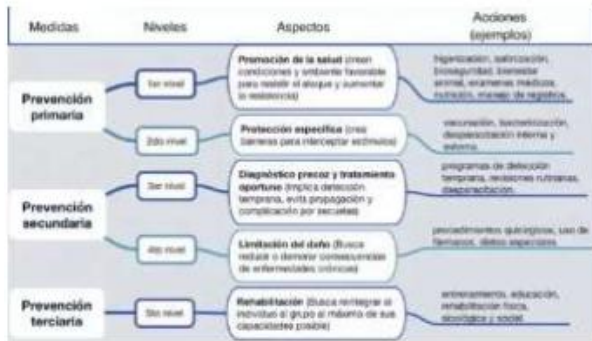 Medidas
Niveles
Aspectos
Acciones
(ejemplos)
Prevención
primaria
1er nivel
Promoción de la salud (crean
condiciones y ambiente favorable
para resistir el ataque y aumentar
la resistencia)
higienización,
bioseguridad, bienestar
animal, exámenes médicos,
nutrición, manejo de registros.
2do nivel
Protección específica (crea
barreras para interceptar estímulos)
vacunación,
desparasitación interna y
externa.
Prevención
secundaria
3er nivel
Diagnóstico precoz y tratamiento
oportuno (implica detección
temprana, evita propagación y
complicación por secuelas)
programas de detección
temprana, revisiones rutinarias,
desparasitación.
4to nivel
Limitación del daño (Busca
reducir o demorar consecuencias
de enfermedades crónicas)
procedimientos quirúrgicos, uso de
fármacos, dietas especiales.
Prevención
terciaria
5to nivel
Rehabilitación (Busca reintegrar al
individuo al grupo al máximo de sus
capacidades posible)
entrenamiento, educación,
rehabilitación física,
sicológica y social.